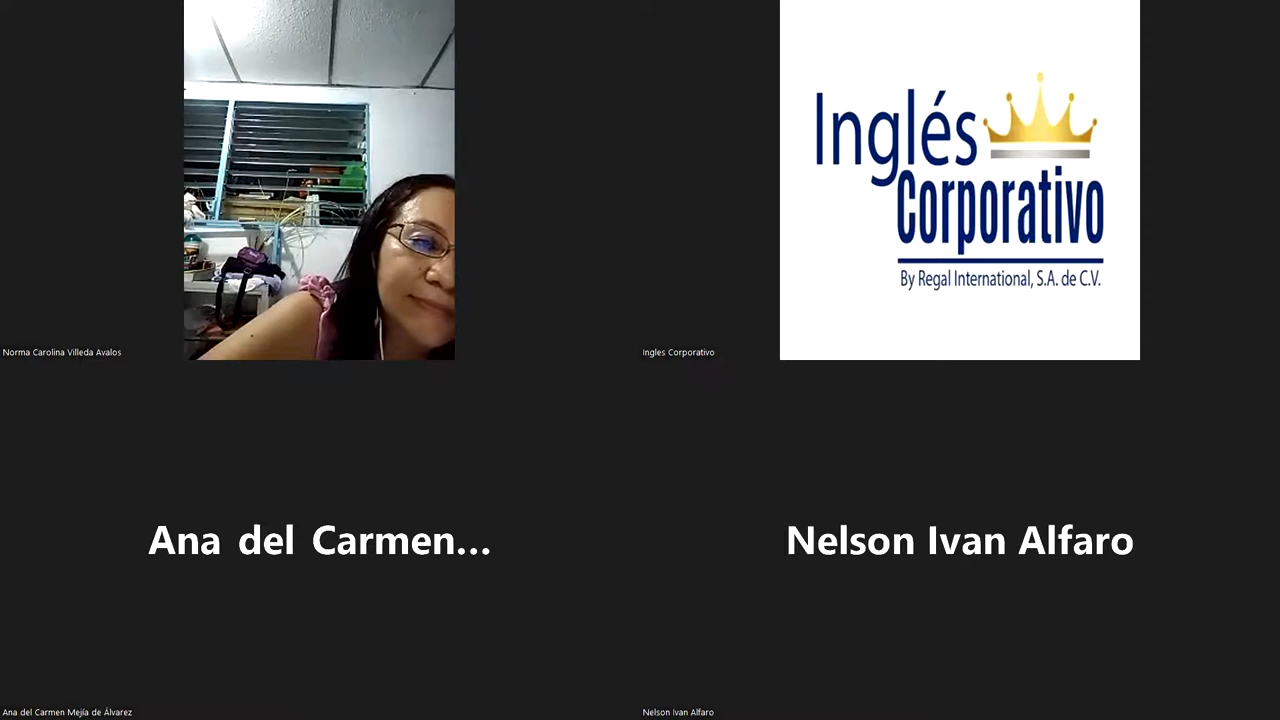 Inglés
Corporativo
By Regal International, S.A. de C.V.
Norma Carolina Villeda Avalos
Ingles Corporativo
Ana del Carmen...
Nelson Ivan Alfaro
Ana del Carmen Mejía de Álvarez
Nelson Ivan Alfaro